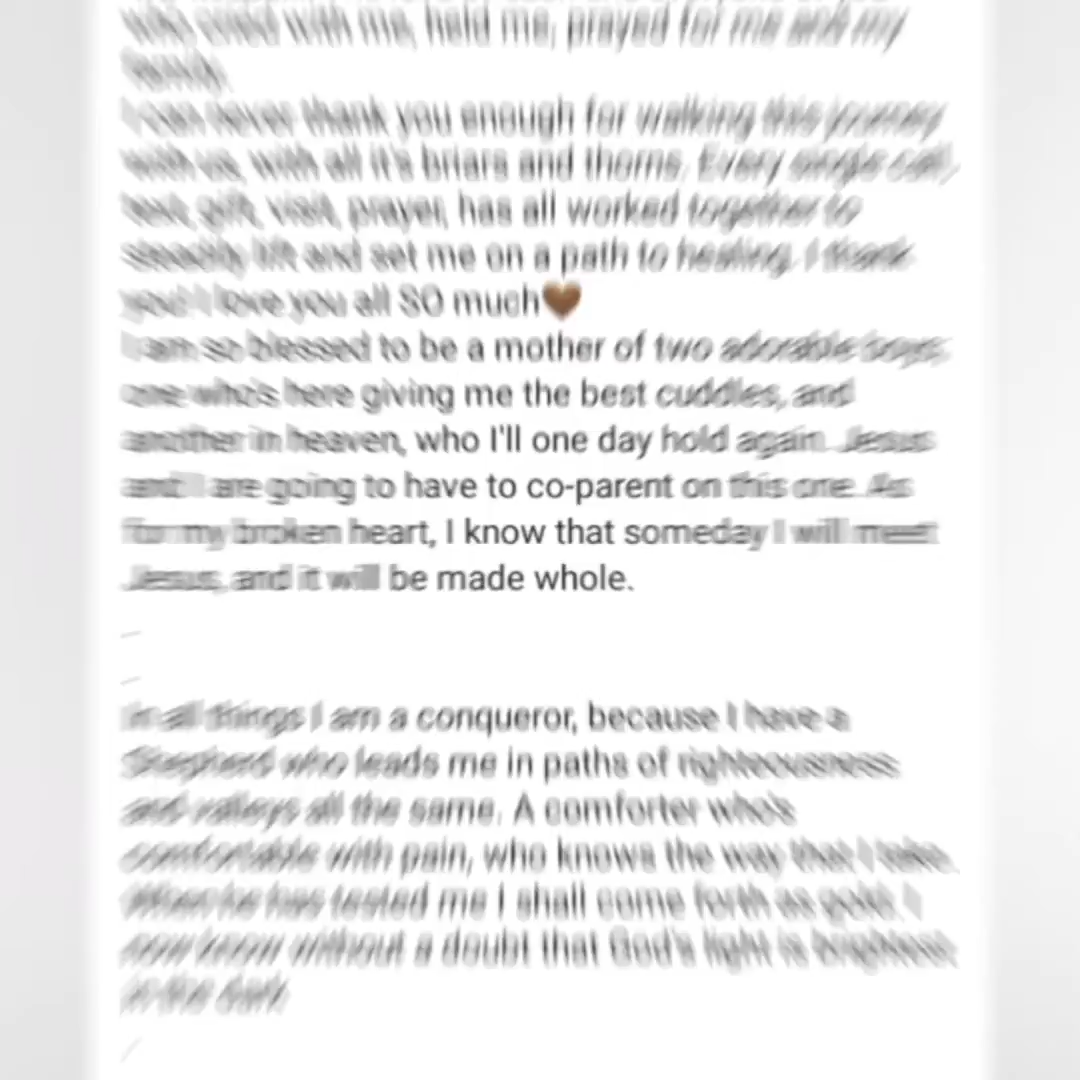 who cried with me, held me, prayed for me and my
family.
I can never thank you enough for walking this journey
with us, with all it's briars and thorns. Every single call,
text, gift, visit, prayer, has all worked together to
steadily lift and set me on a path to healing. I thank
you! I love you all SO much🤎
I am so blessed to be a mother of two adorable boys;
one who's here giving me the best cuddles, and
another in heaven, who I'll one day hold again. Jesus
and I are going to have to co-parent on this one. As
for my broken heart, I know that someday I will meet
Jesus, and it will be made whole.
In all things I am a conqueror, because I have a
Shepherd who leads me in paths of righteousness
and valleys all the same. A comforter who's
comfortable with pain, who knows the way that I take.
When he has tested me I shall come forth as gold. I
now know without a doubt that God's light is brightest
in the dark